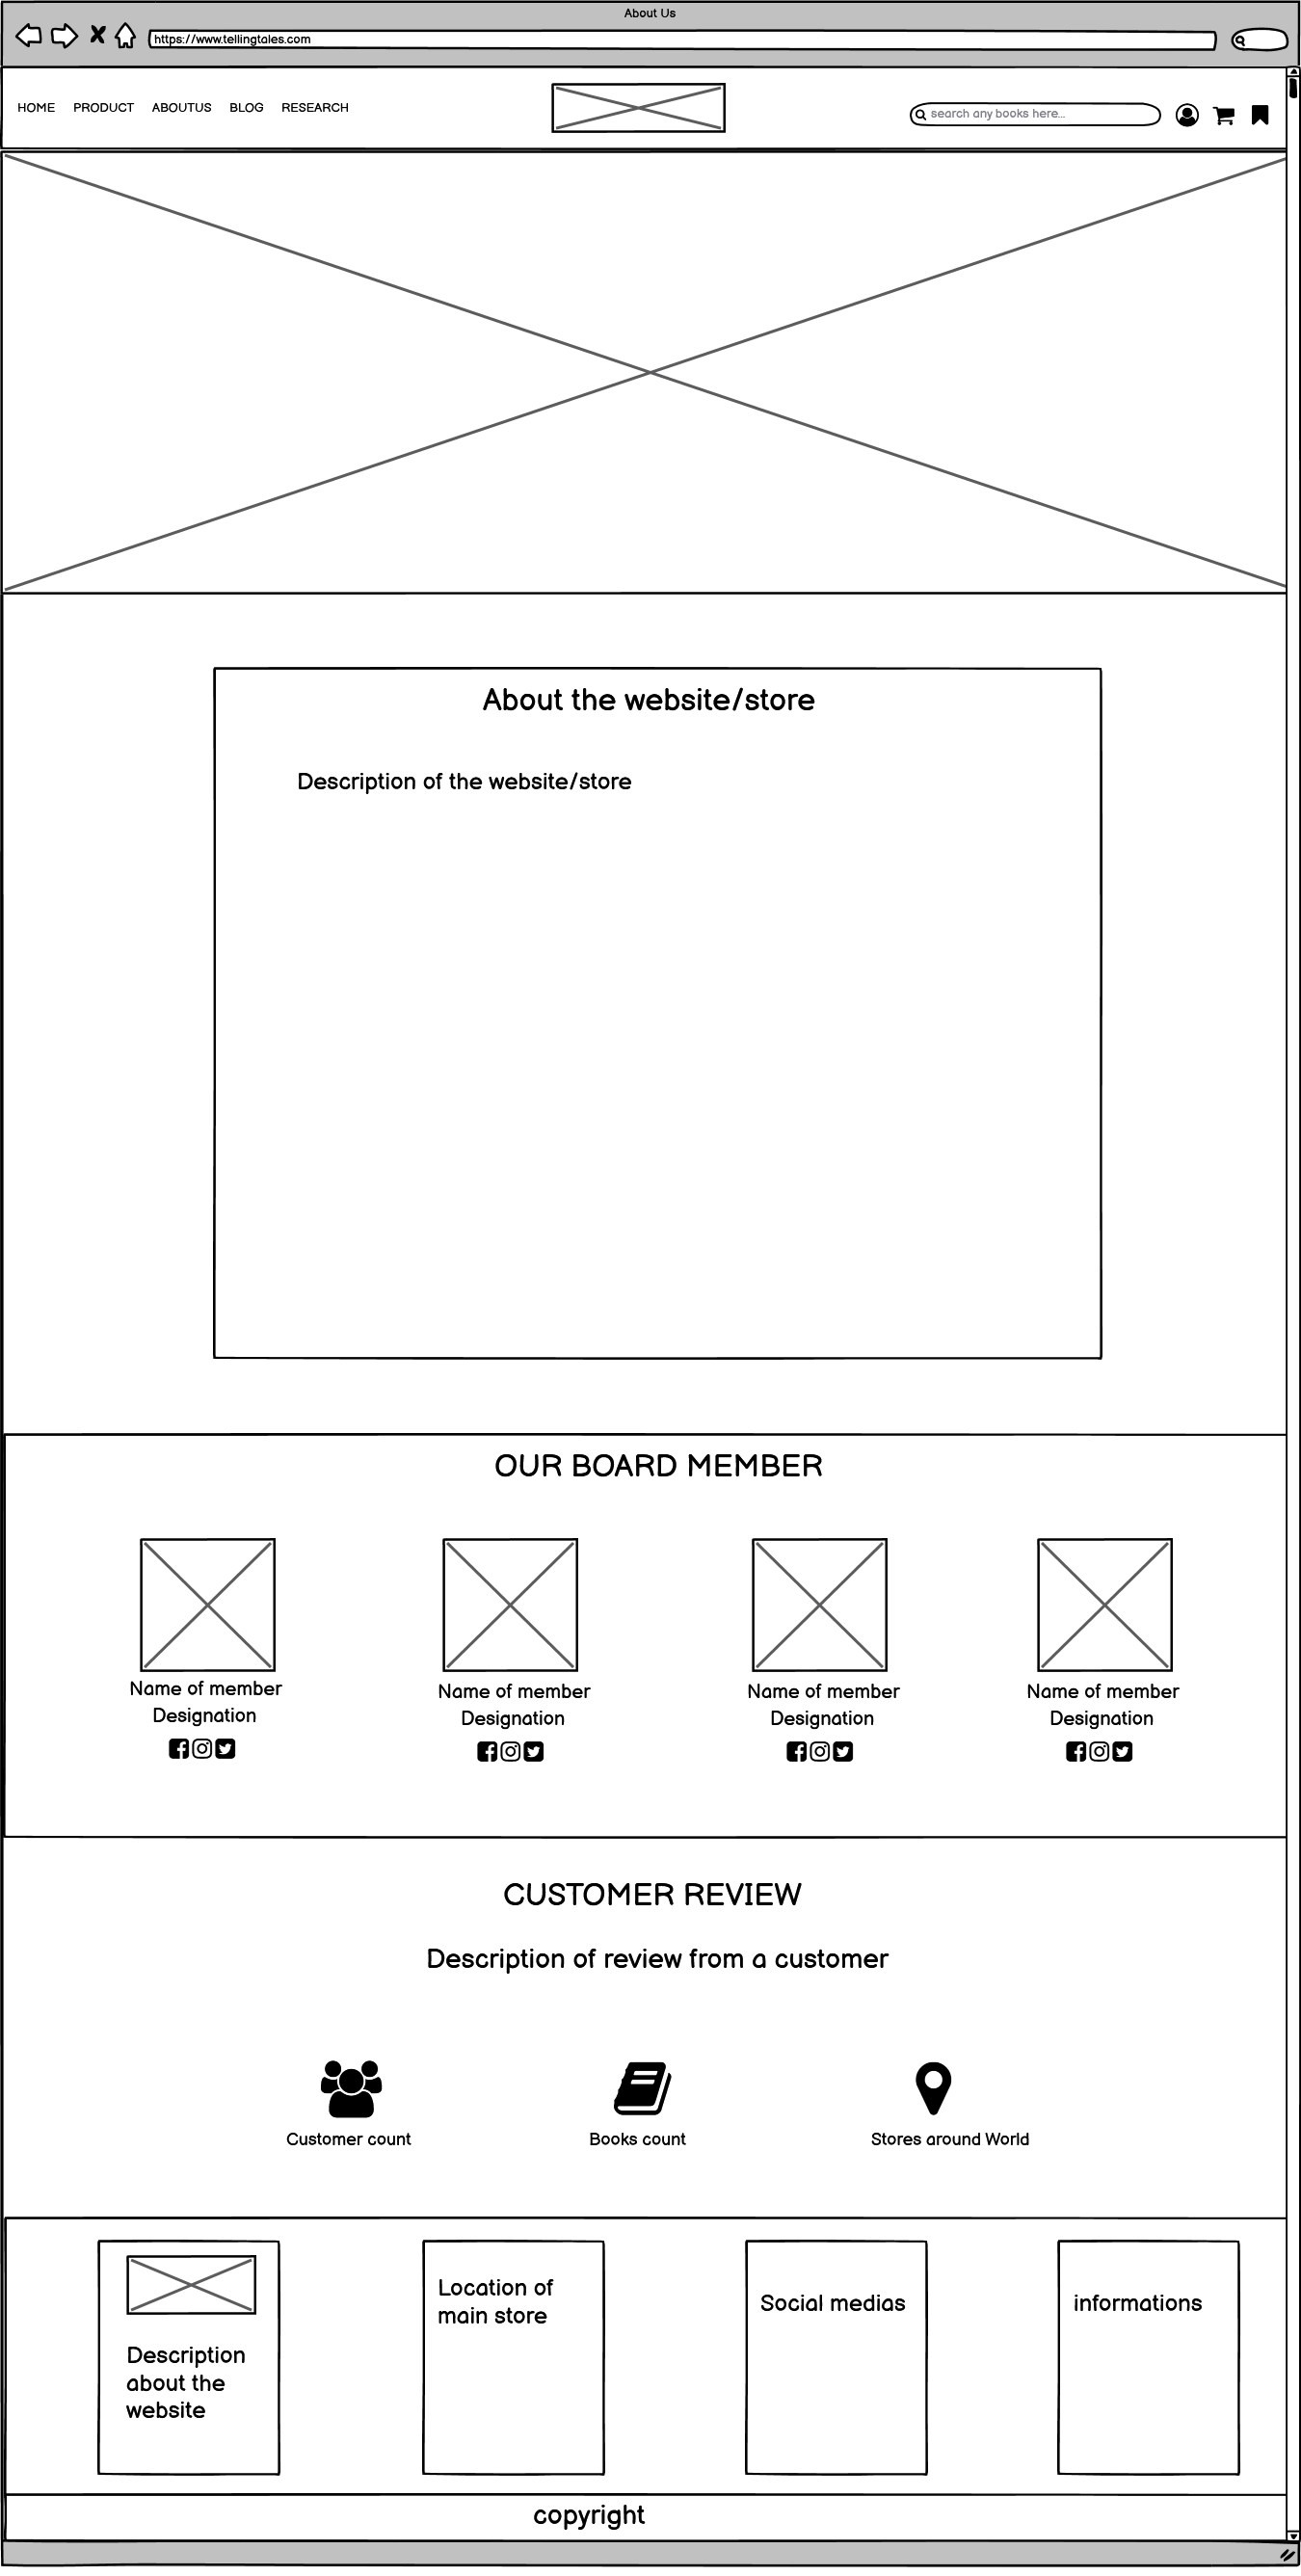 About Us
https://www.tellingtales.com
HOME PRODUCT ABOUTUS BLOG RESEARCH
search any books here...
About the website/store
Description of the website/store
OUR BOARD MEMBER
Name of member
Designation
Name of member
Designation
Name of member
Designation
Name of member
Designation
CUSTOMER REVIEW
Description of review from a customer
Customer count
Books count
Stores around World
Description
about the
website
Location of
main store
Social medias
informations
copyright